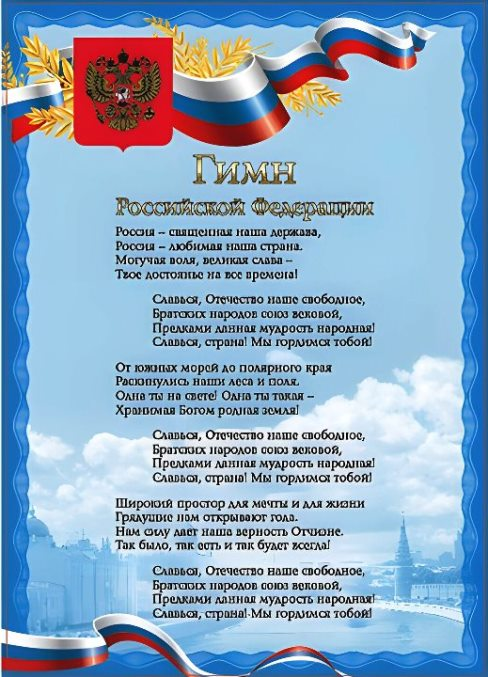 Гимн
Российской Федерации
Россия – священная наша держава,
Россия – любимая наша страна.
Могучая воля, великая слава –
Твое достоянье на все времена!
Славься, Отечество наше свободное,
Братских народов союз вековой,
Предками данная мудрость народная!
Славься, страна! Мы гордимся тобой!
От южных морей до полярного края
Раскинулись наши леса и поля.
Одна ты на свете! Одна ты такая –
Хранимая Богом родная земля!
Славься, Отечество наше свободное,
Братских народов союз вековой,
Предками данная мудрость народная!
Славься, страна! Мы гордимся тобой!
Широкий простор для мечты и для жизни
Грядущие нам открывают года.
Нам силу дает наша верность Отчизне.
Так было, так есть и так будет всегда!
Славься, Отечество наше свободное,
Братских народов союз вековой,
Предками данная мудрость народная!
Славься, страна! Мы гордимся тобой!